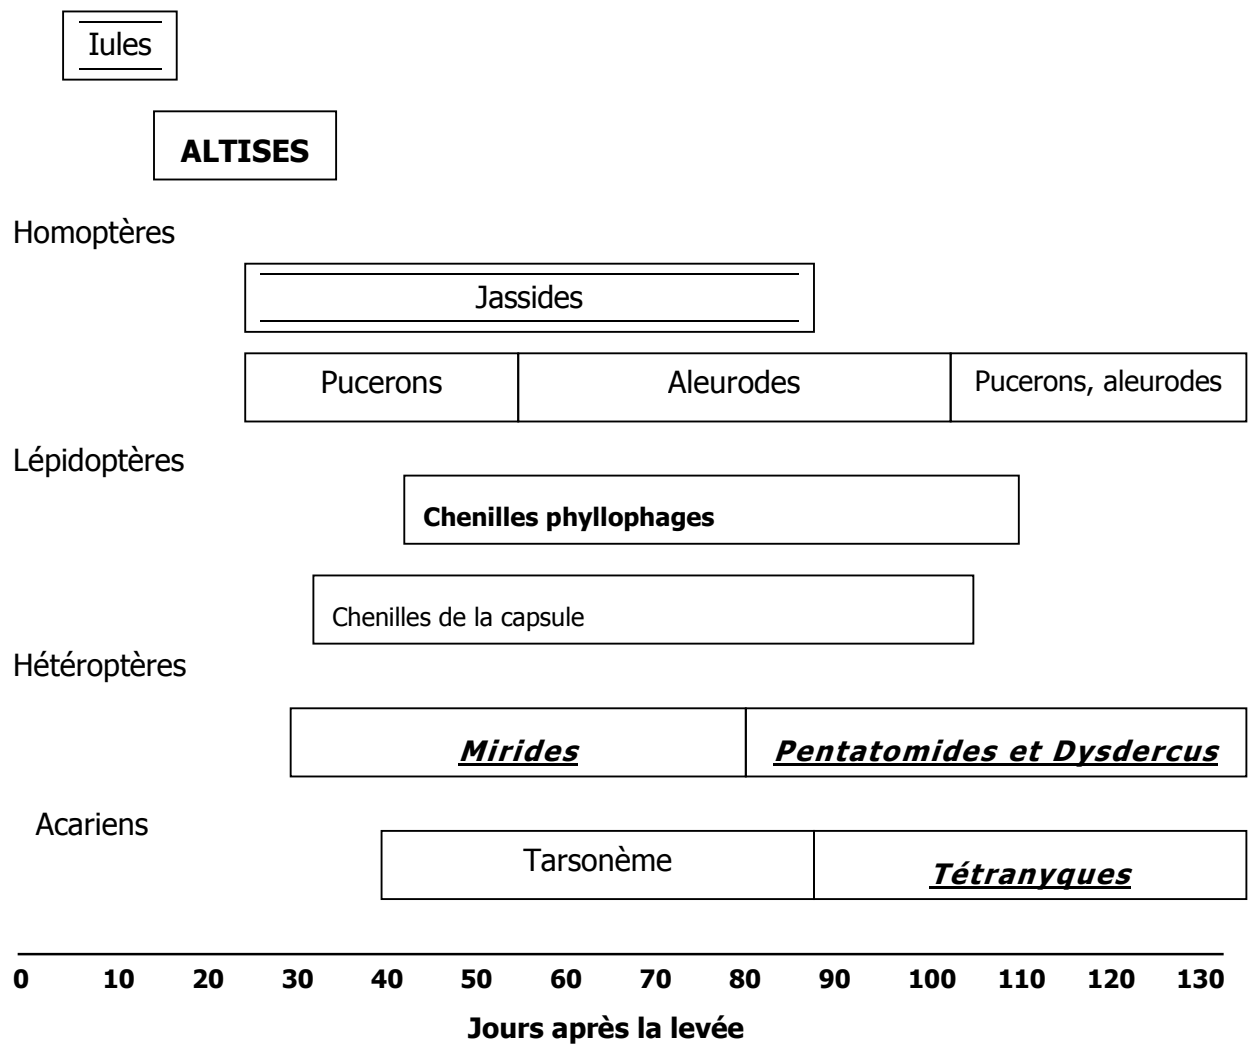 Iules
ALTISES
Homoptères
Jassides
Pucerons Aleurodes Pucerons, aleurodes
Lépidoptères
Chenilles phyllophages
Chenilles de la capsule
Hétéroptères
Mirides Pentatomides et Dysdercus
Acariens
Tarsonème Tétranyques
0 10 20 30 40 50 60 70 80 90 100 110 120 130
Jours après la levée